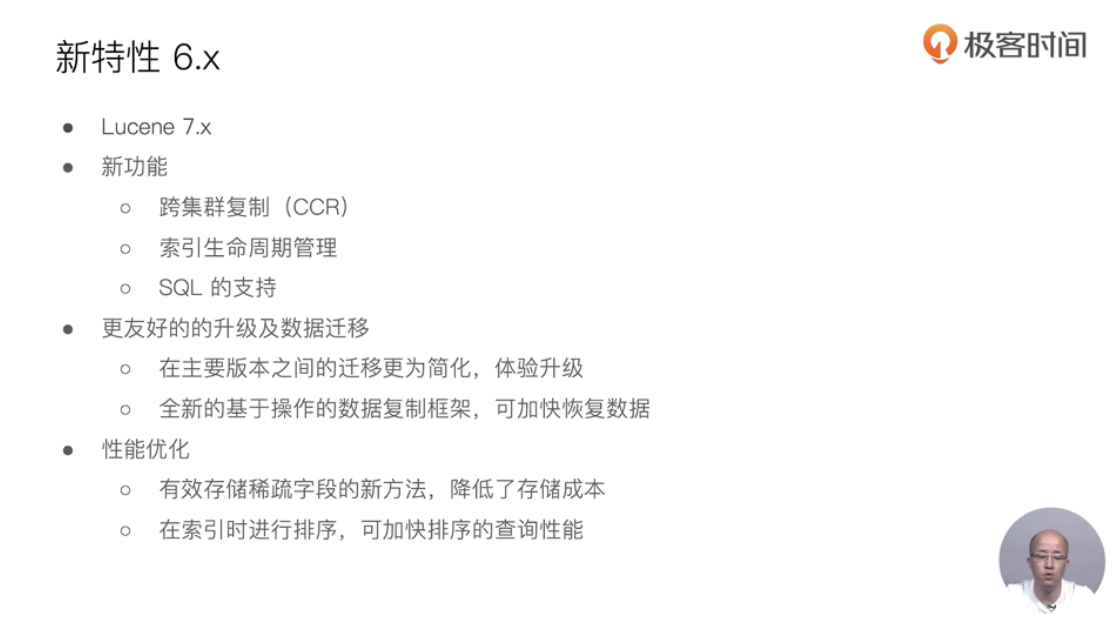 新特性 6.x
极客时间
Lucene 7.x
新功能
跨集群复制（CCR）
索引生命周期管理
SQL 的支持
更友好的的升级及数据迁移
在主要版本之间的迁移更为简化，体验升级
全新的基于操作的数据复制框架，可加快恢复数据
性能优化
有效存储稀疏字段的新方法，降低了存储成本
在索引时进行排序，可加快排序的查询性能